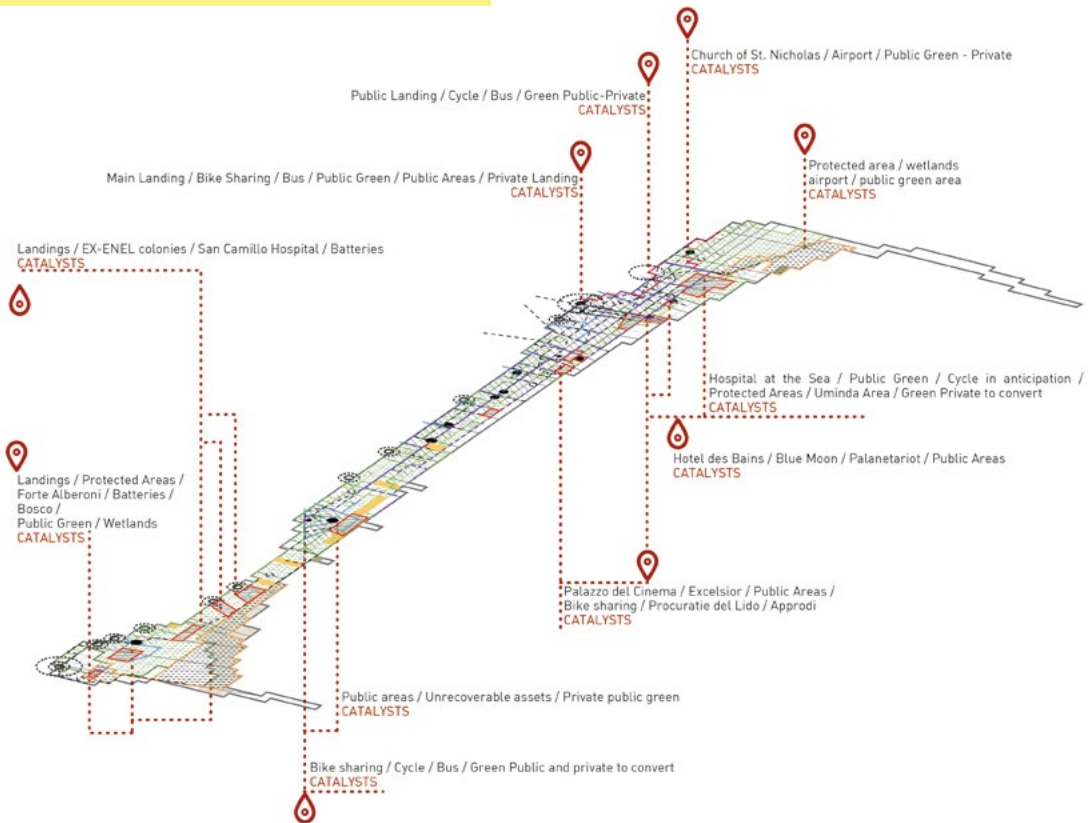 Church of St. Nicholas / Airport / Public Green - Private
CATALYSTS
Public Landing / Cycle / Bus / Green Public-Private
CATALYSTS
Protected area / wetlands
airport / public green area
CATALYSTS
Main Landing / Bike Sharing / Bus / Public Green / Public Areas / Private Landing
CATALYSTS
Landings / EX-ENEL colonies / San Camillo Hospital / Batteries
CATALYSTS
Hospital at the Sea / Public Green / Cycle in anticipation /
Protected Areas / Uminda Area / Green Private to convert
CATALYSTS
Hotel des Bains / Blue Moon / Palanetariot / Public Areas
CATALYSTS
Landings / Protected Areas /
Forte Alberoni / Batteries /
Bosco /
Public Green / Wetlands
CATALYSTS
Palazzo del Cinema / Excelsior / Public Areas /
Bike sharing / Procuratie del Lido / Approdi
CATALYSTS
Public areas / Unrecoverable assets / Private public green
CATALYSTS
Bike sharing / Cycle / Bus / Green Public and private to convert
CATALYSTS